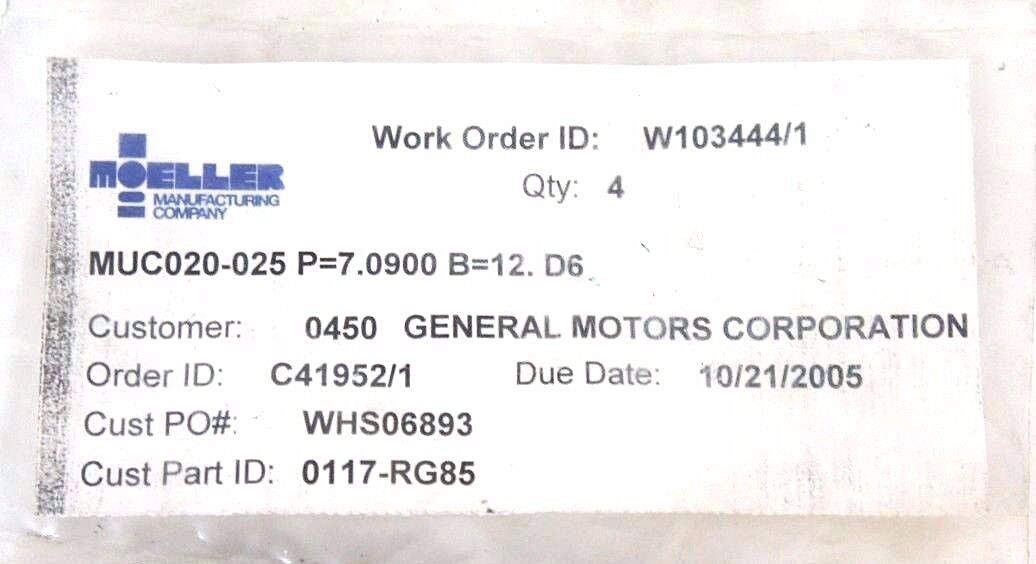 Work Order ID: W103444/1
MOELLER
MANUFACTURING
COMPANY
Qty: 4
MUC020-025 P=7.0900 B=12. D6
Customer: 0450 GENERAL MOTORS CORPORATION
Order ID: C41952/1 Due Date: 10/21/2005
Cust PO#: WHS06893
Cust Part ID: 0117-RG85